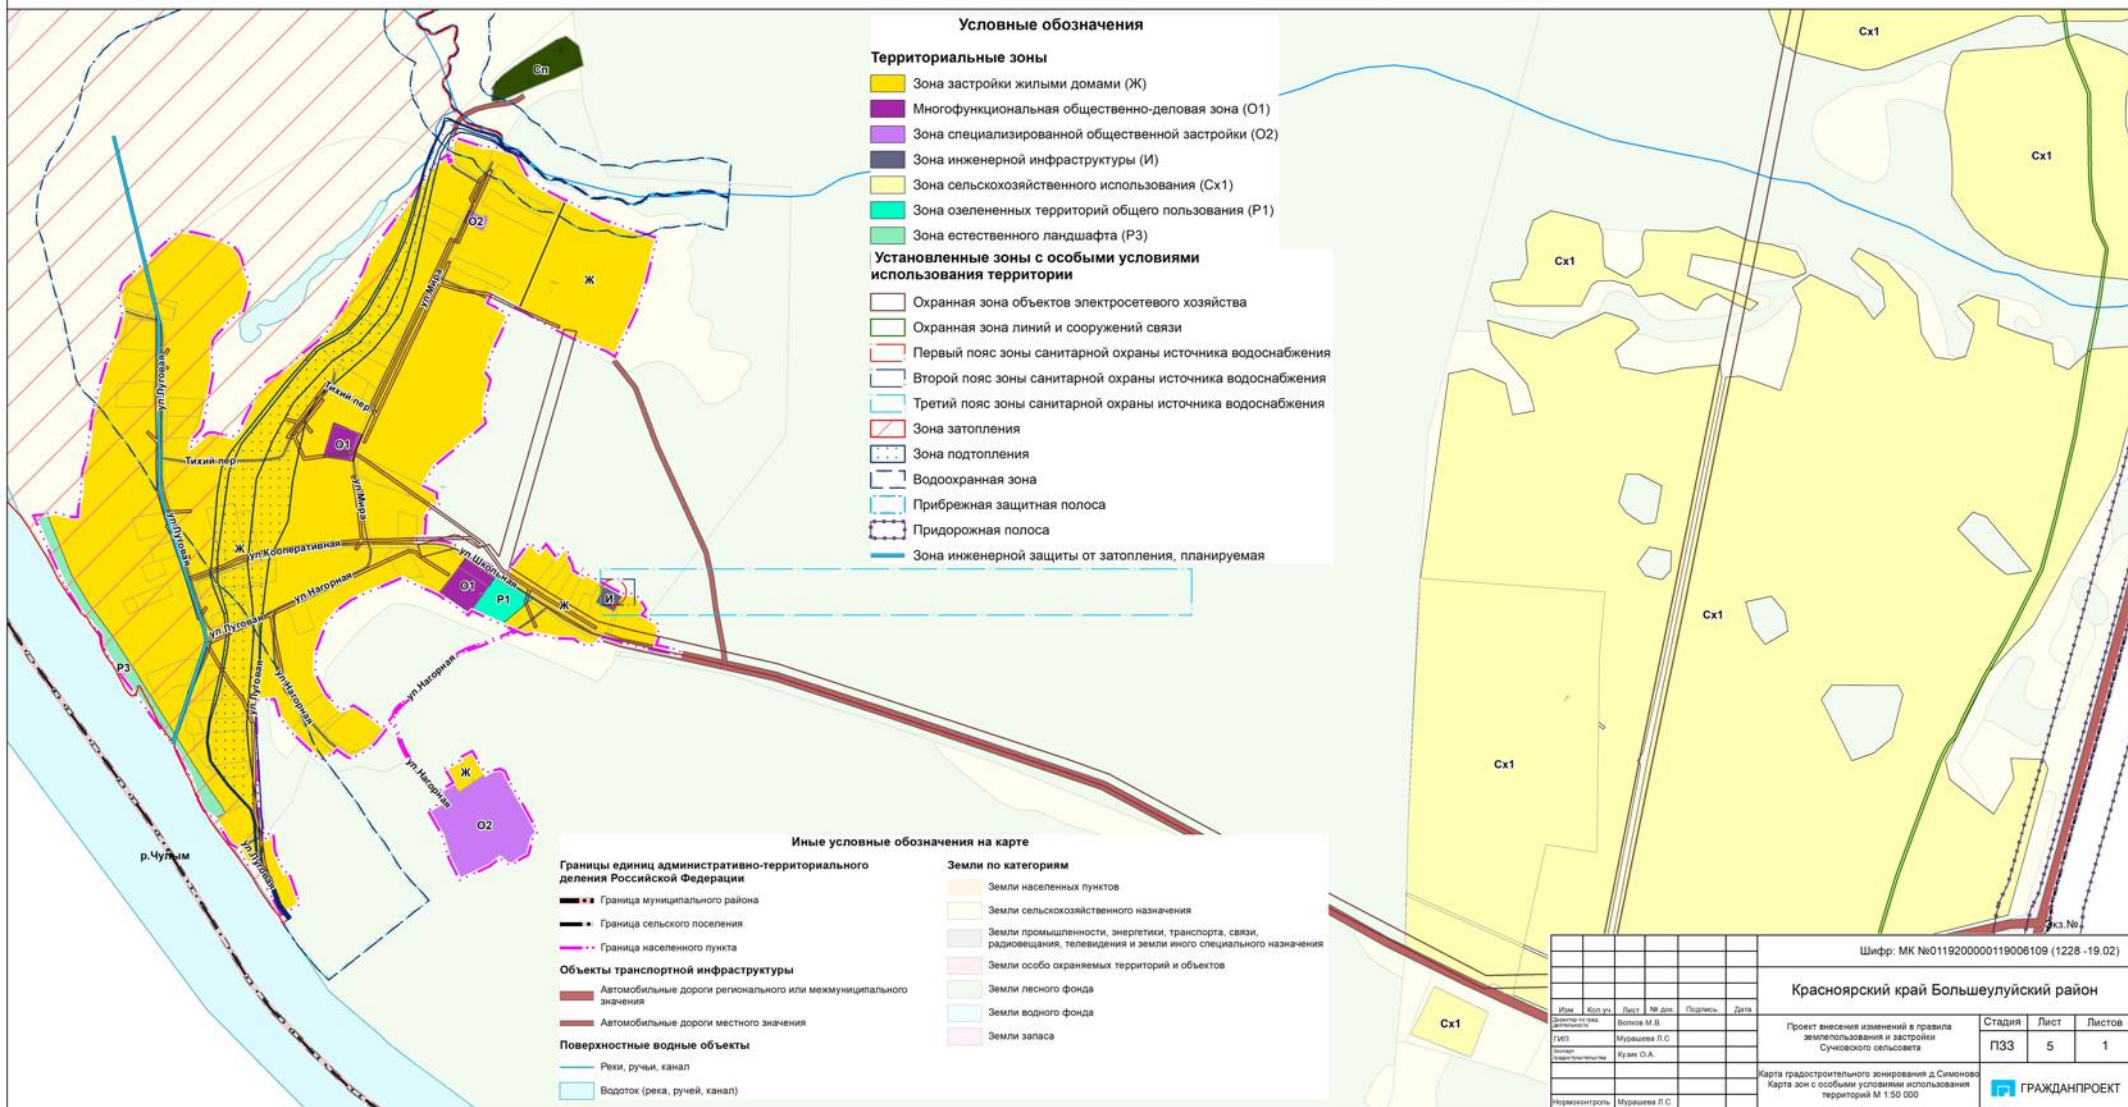 Условные обозначения
Территориальные зоны
Зона застройки жилыми домами (Ж)
Многофункциональная общественно-деловая зона (О1)
Зона специализированной общественной застройки (О2)
Зона инженерной инфраструктуры (И)
Зона сельскохозяйственного использования (Сх1)
Зона озелененных территорий общего пользования (Р1)
Зона естественного ландшафта (Р3)
Установленные зоны с особыми условиями
использования территории
Охранная зона объектов электросетевого хозяйства
Охранная зона линий и сооружений связи
Первый пояс зоны санитарной охраны источника водоснабжения
Второй пояс зоны санитарной охраны источника водоснабжения
Третий пояс зоны санитарной охраны источника водоснабжения
Зона затопления
Зона подтопления
Водоохранная зона
Прибрежная защитная полоса
Придорожная полоса
Зона инженерной защиты от затопления, планируемая
Сп
О2
Ж
ул.Мира
ул.Луговая
Тихий пер.
О1
Тихий пер.
ул.Мира
ул.Луговая
Ж
ул.Кооперативная
ул.Школьная
ул.Нагорная
О1
Р1
Ж
И
ул.Луговая
Р3
ул.Луговая
ул.Нагорная
ул.Нагорная
ул.Нагорная
Ж
О2
ул.Луговая
р.Чулым
Сх1
Сх1
Сх1
Сх1
Сх1
Сх1
Иные условные обозначения на карте
Границы единиц административно-территориального
деления Российской Федерации
Граница муниципального района
Граница сельского поселения
Граница населенного пункта
Объекты транспортной инфраструктуры
Автомобильные дороги регионального или межмуниципального
значения
Автомобильные дороги местного значения
Поверхностные водные объекты
Реки, ручьи, канал
Водоток (река, ручей, канал)
Земли по категориям
Земли населенных пунктов
Земли сельскохозяйственного назначения
Земли промышленности, энергетики, транспорта, связи,
радиовещания, телевидения и земли иного специального назначения
Земли особо охраняемых территорий и объектов
Земли лесного фонда
Земли водного фонда
Земли запаса
Экз.№
Шифр: МК №0119200000119006109 (1228 -19.02)
Красноярский край Большеулуйский район
Изм Кол уч Лист № док. Подпись Дата
Директор по град. деятельности Волков М.В.
ГИП Мурашева Л.С
Эксперт градостроительства Кузик О.А.
Нормоконтроль Мурашева Л.С
Проект внесения изменений в правила
землепользования и застройки
Сучковского сельсовета
Стадия Лист Листов
ПЗЗ 5 1
Карта градостроительного зонирования д.Симоново
Карта зон с особыми условиями использования
территорий М 1:50 000
ГРАЖДАНПРОЕКТ